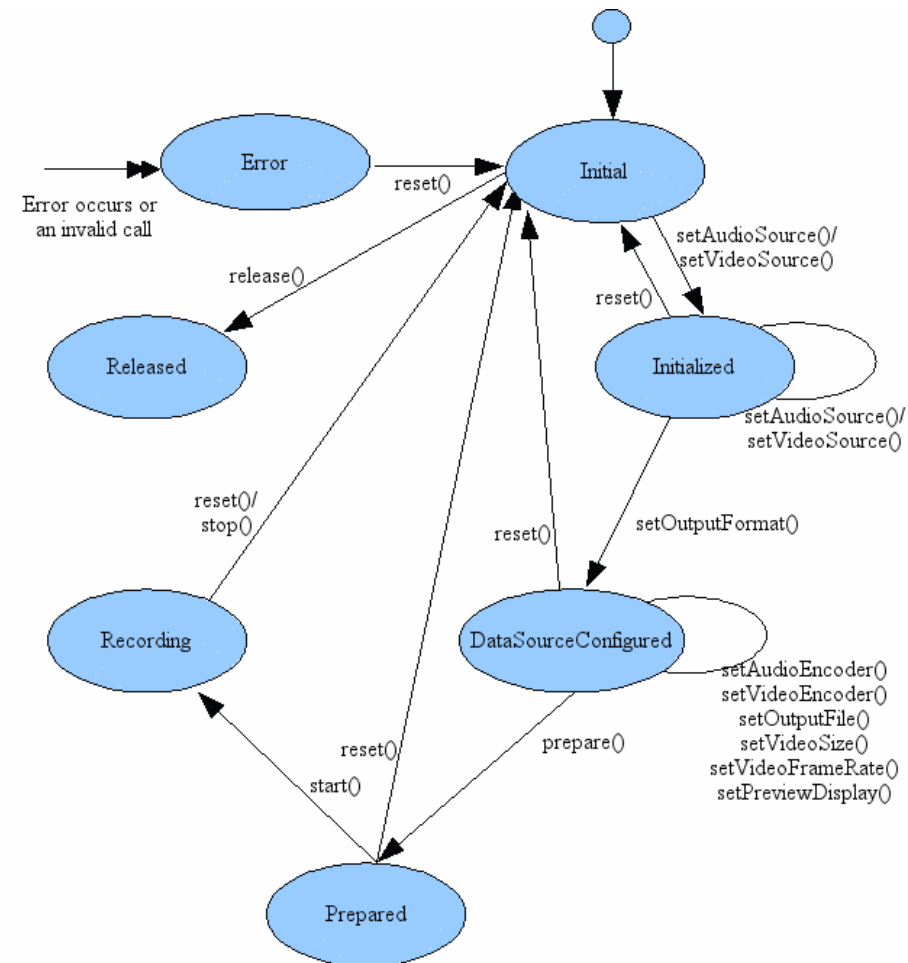 Error
Initial
reset()
Error occurs or
an invalid call
setAudioSource()/
setVideoSource()
release()
reset()
Released
Initialized
setAudioSource()/
setVideoSource()
reset()/
stop()
setOutputFormat()
reset()
Recording
DataSourceConfigured
setAudioEncoder()
setVideoEncoder()
setOutputFile()
setVideoSize()
setVideoFrameRate()
setPreviewDisplay()
reset()
prepare()
start()
Prepared